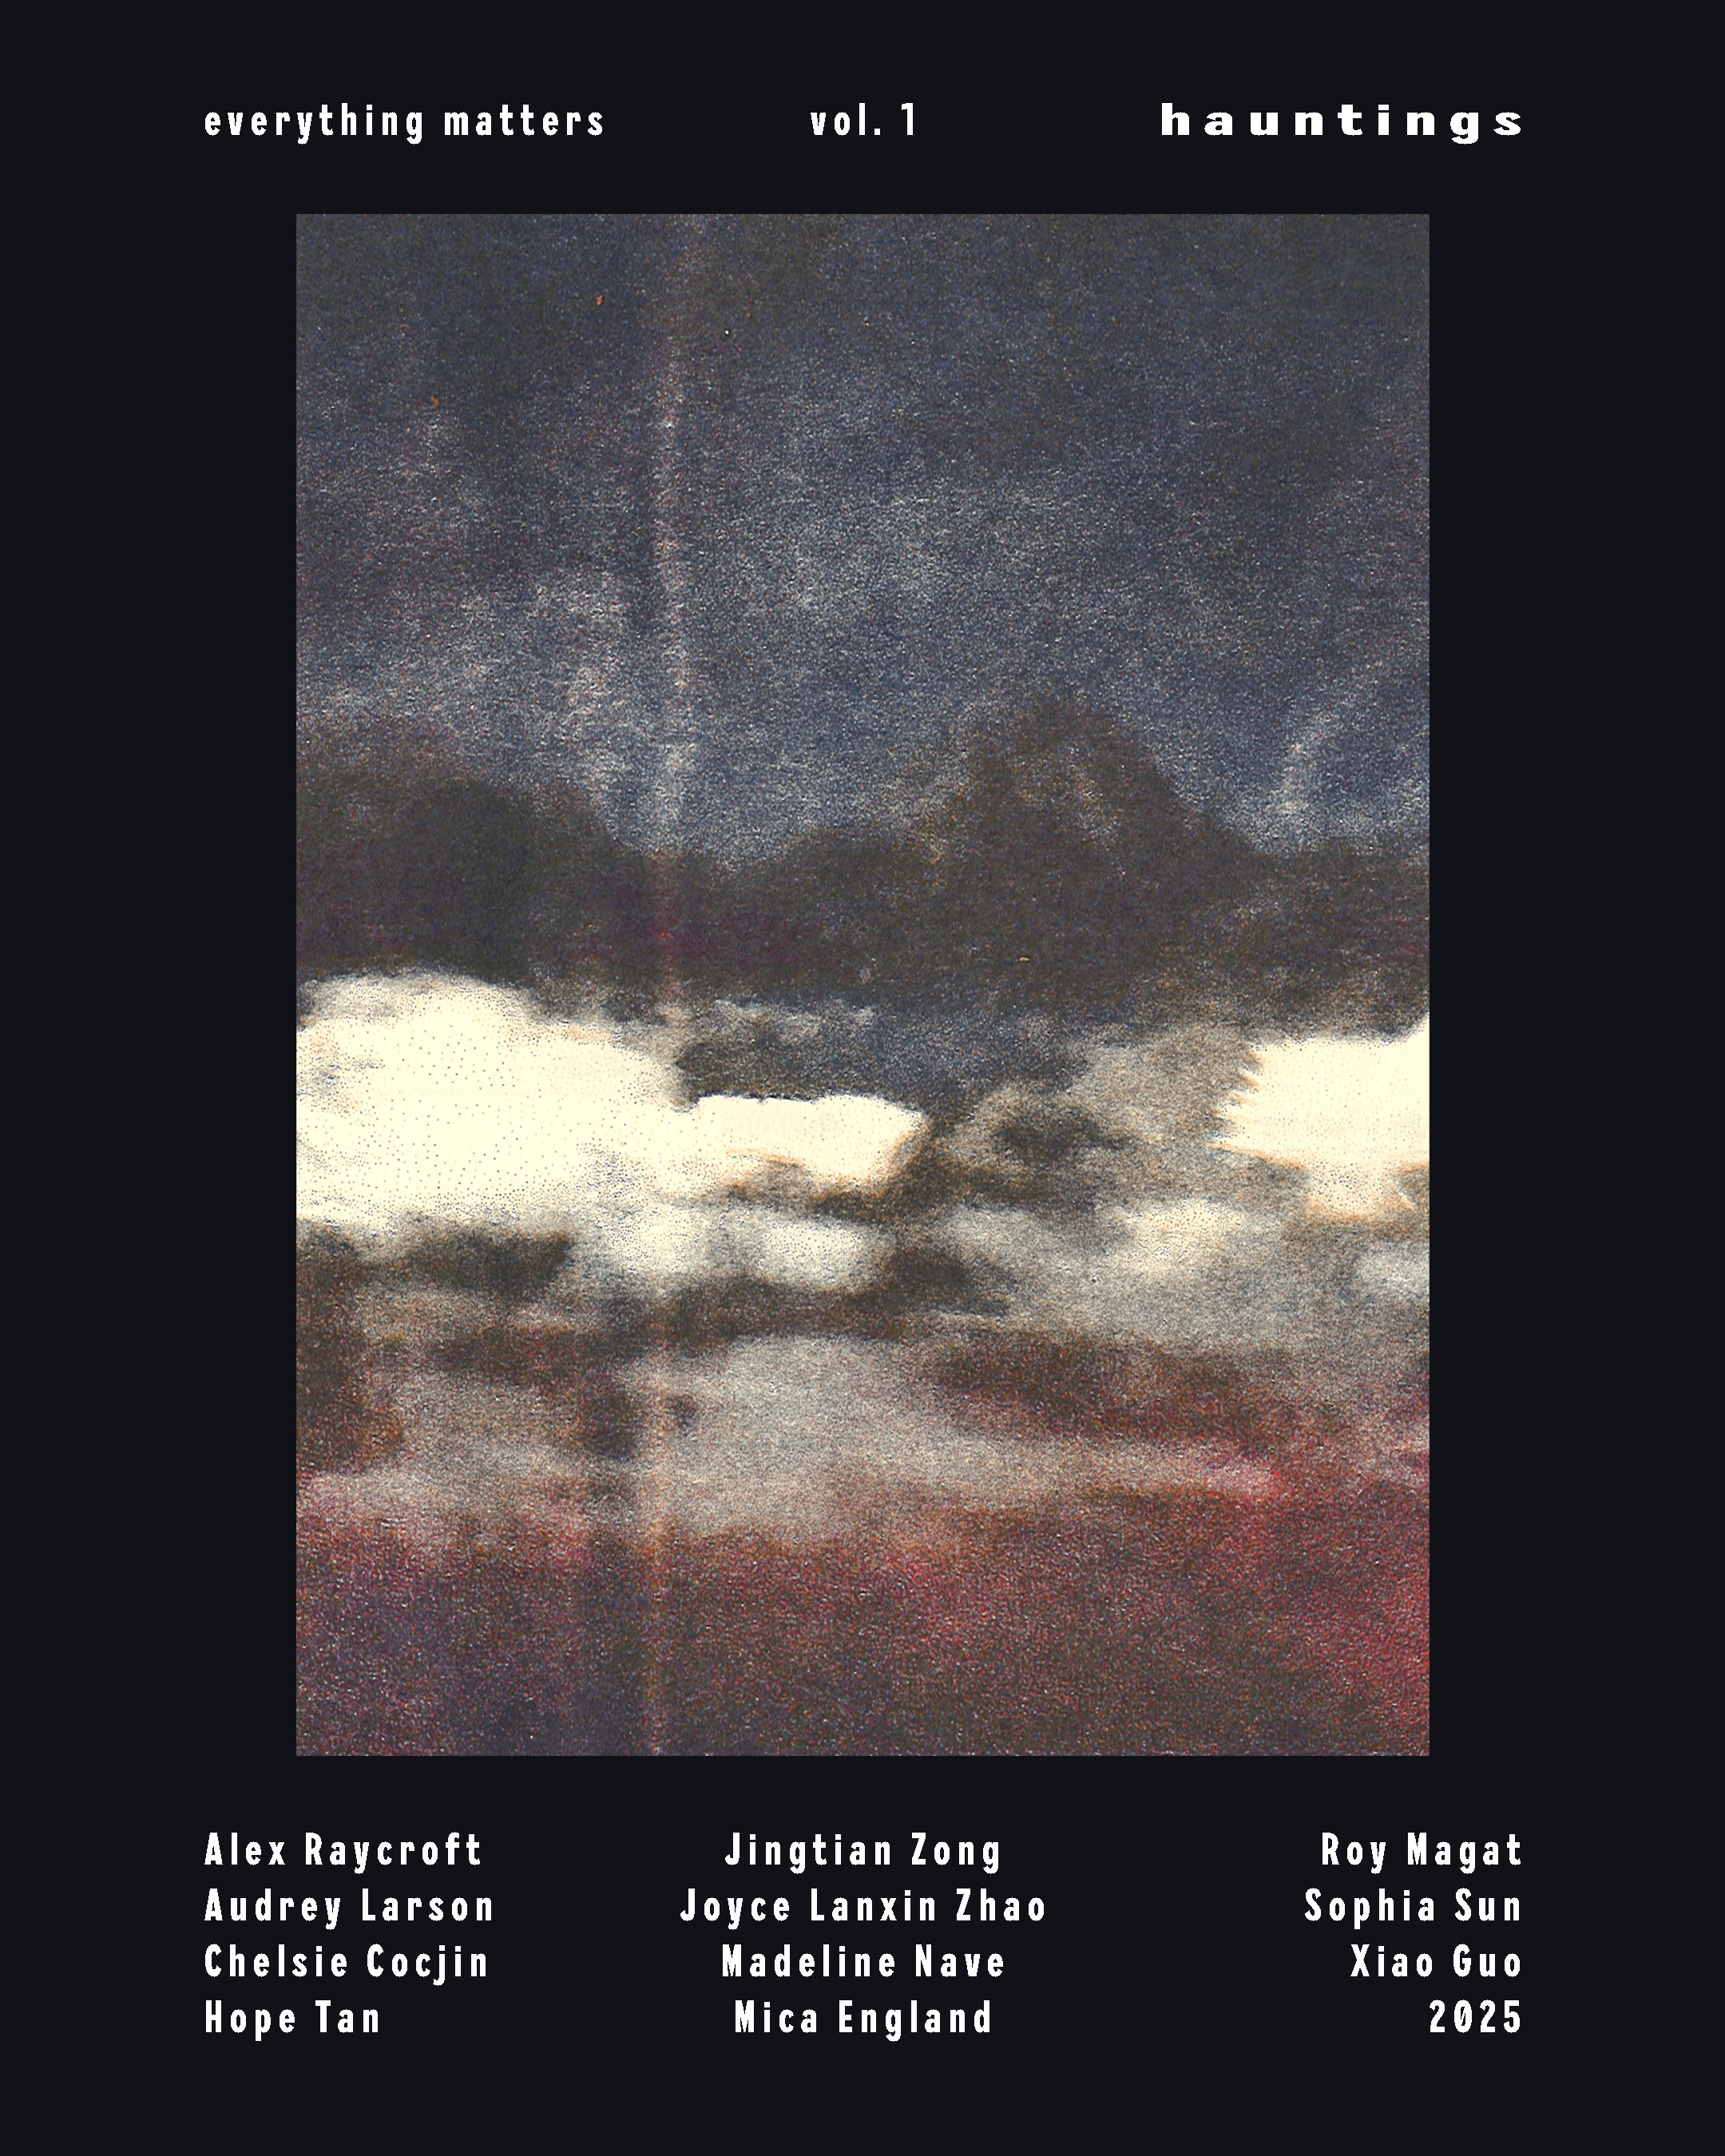 everything matters vol. 1 hauntings
Alex Raycroft
Audrey Larson
Chelsie Cocjin
Hope Tan
Jingtian Zong
Joyce Lanxin Zhao
Madeline Nave
Mica England
Roy Magat
Sophia Sun
Xiao Guo
2025